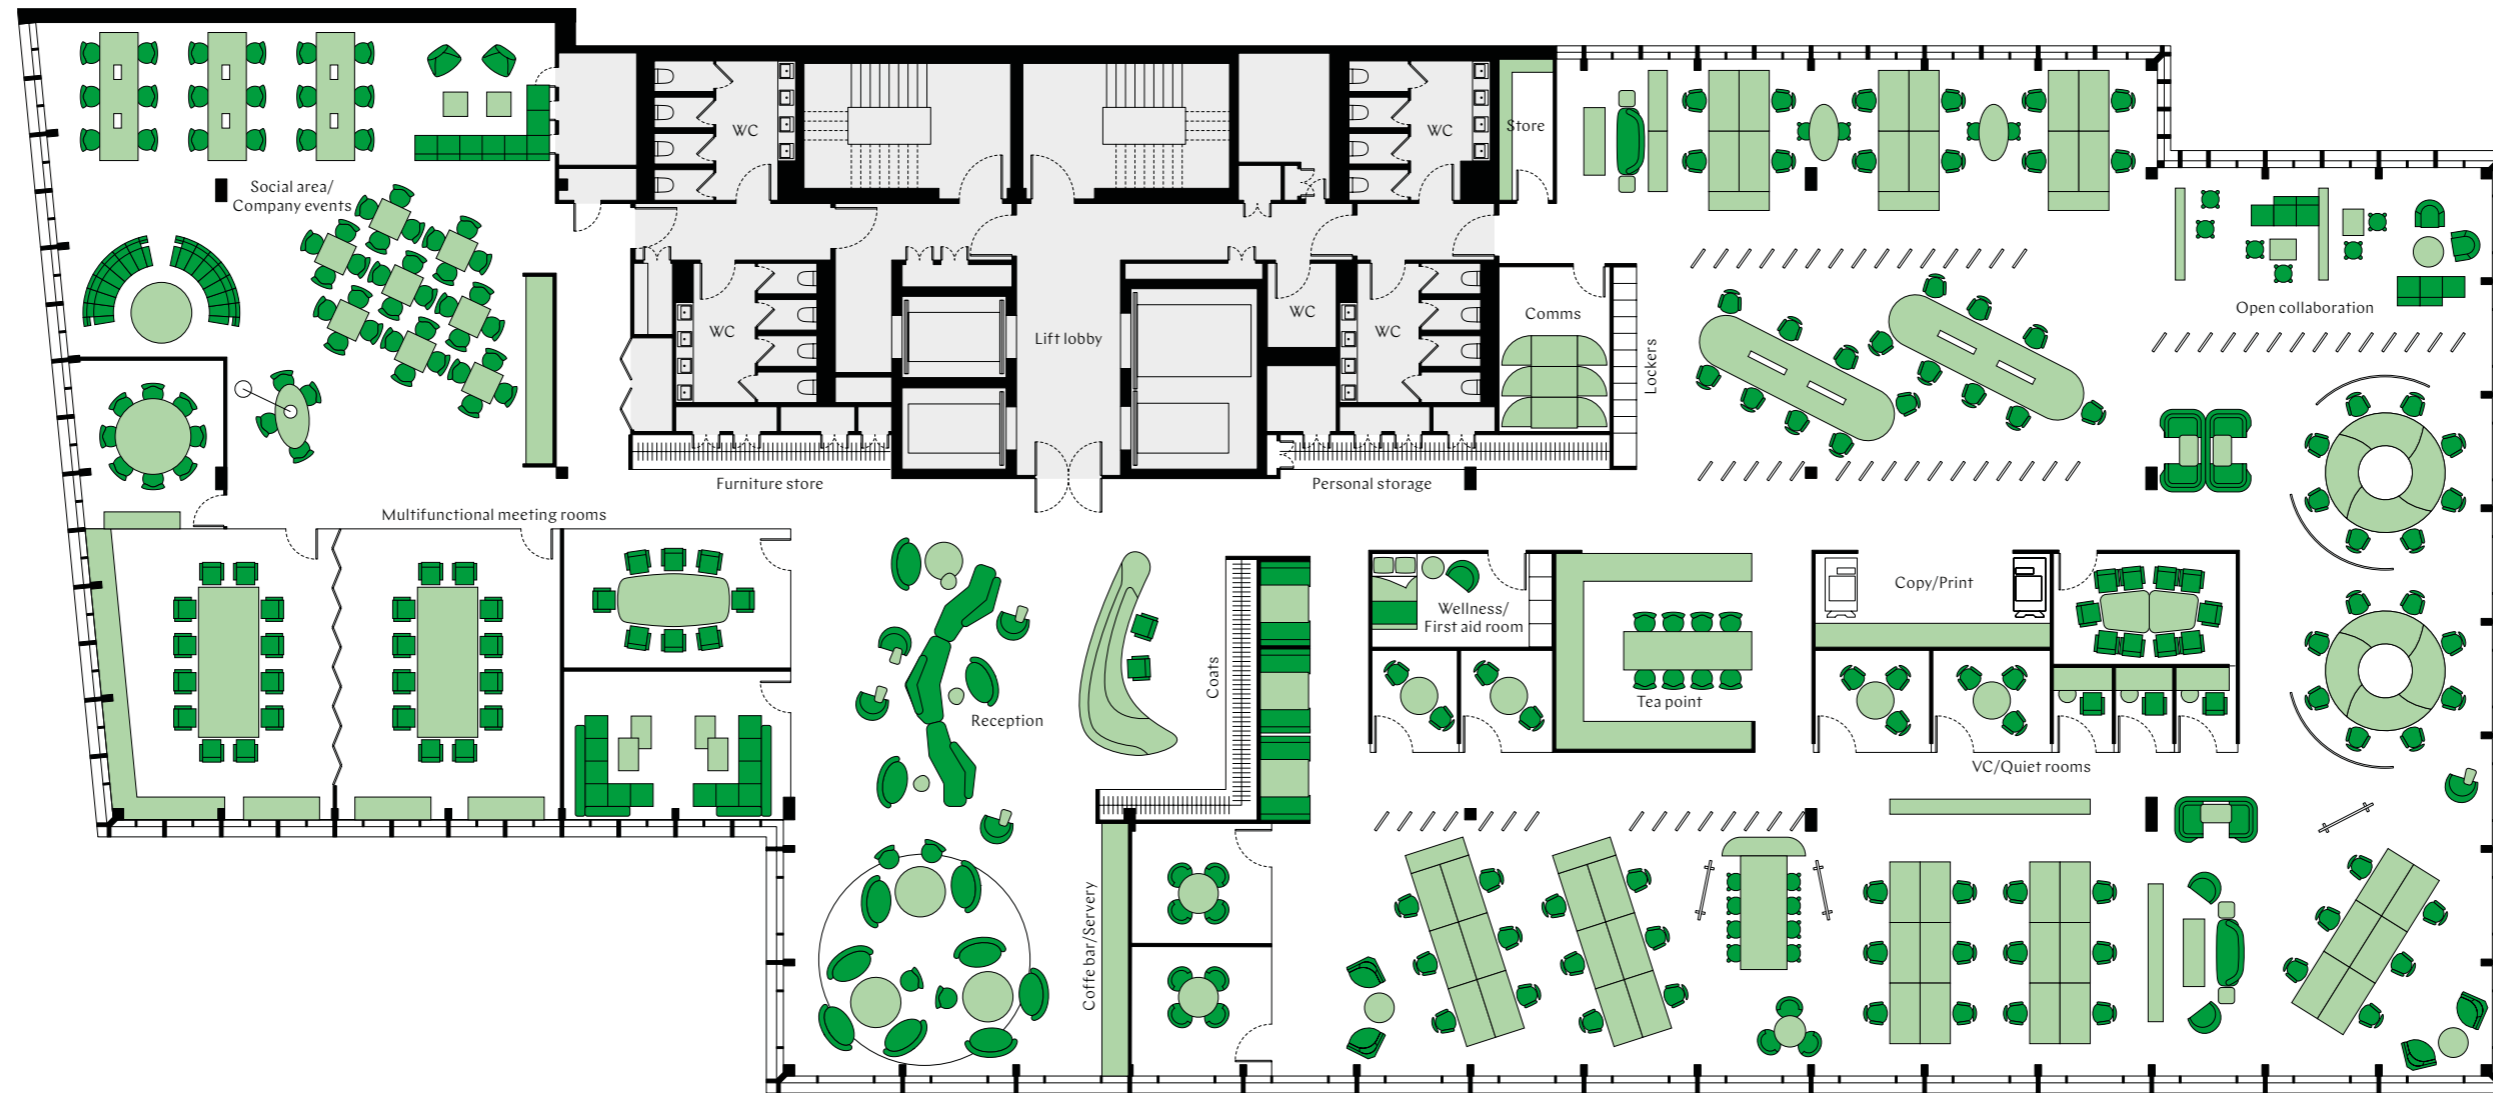 WC
WC
Store
Social area/
Company events
Open collaboration
Comms
WC
Lift lobby
WC
WC
Lockers
Furniture store
Personal storage
Multifunctional meeting rooms
Copy/Print
Wellness/
First aid room
Coats
Tea point
Reception
VC/Quiet rooms
Coffe bar/Servery